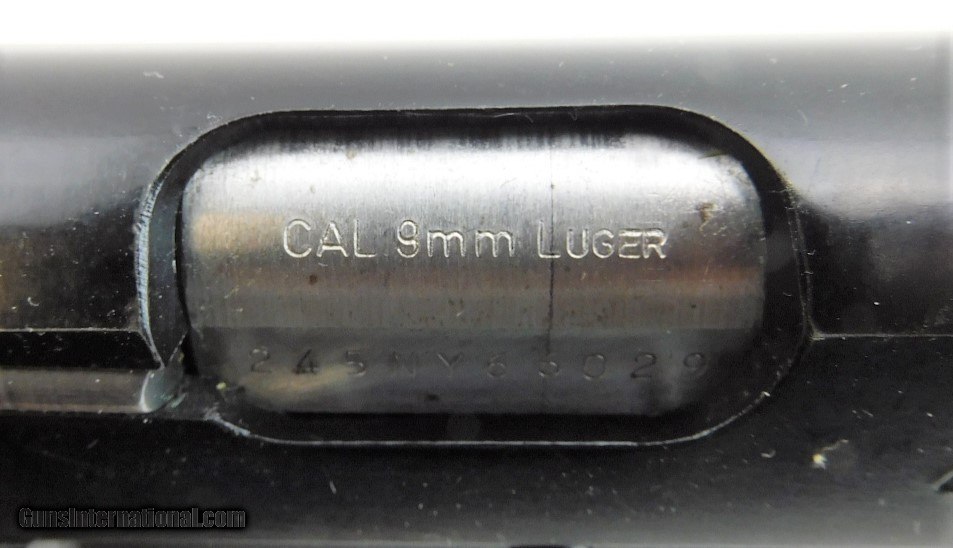 CAL 9mm LUGER
245NY65029
GunsInternational.com